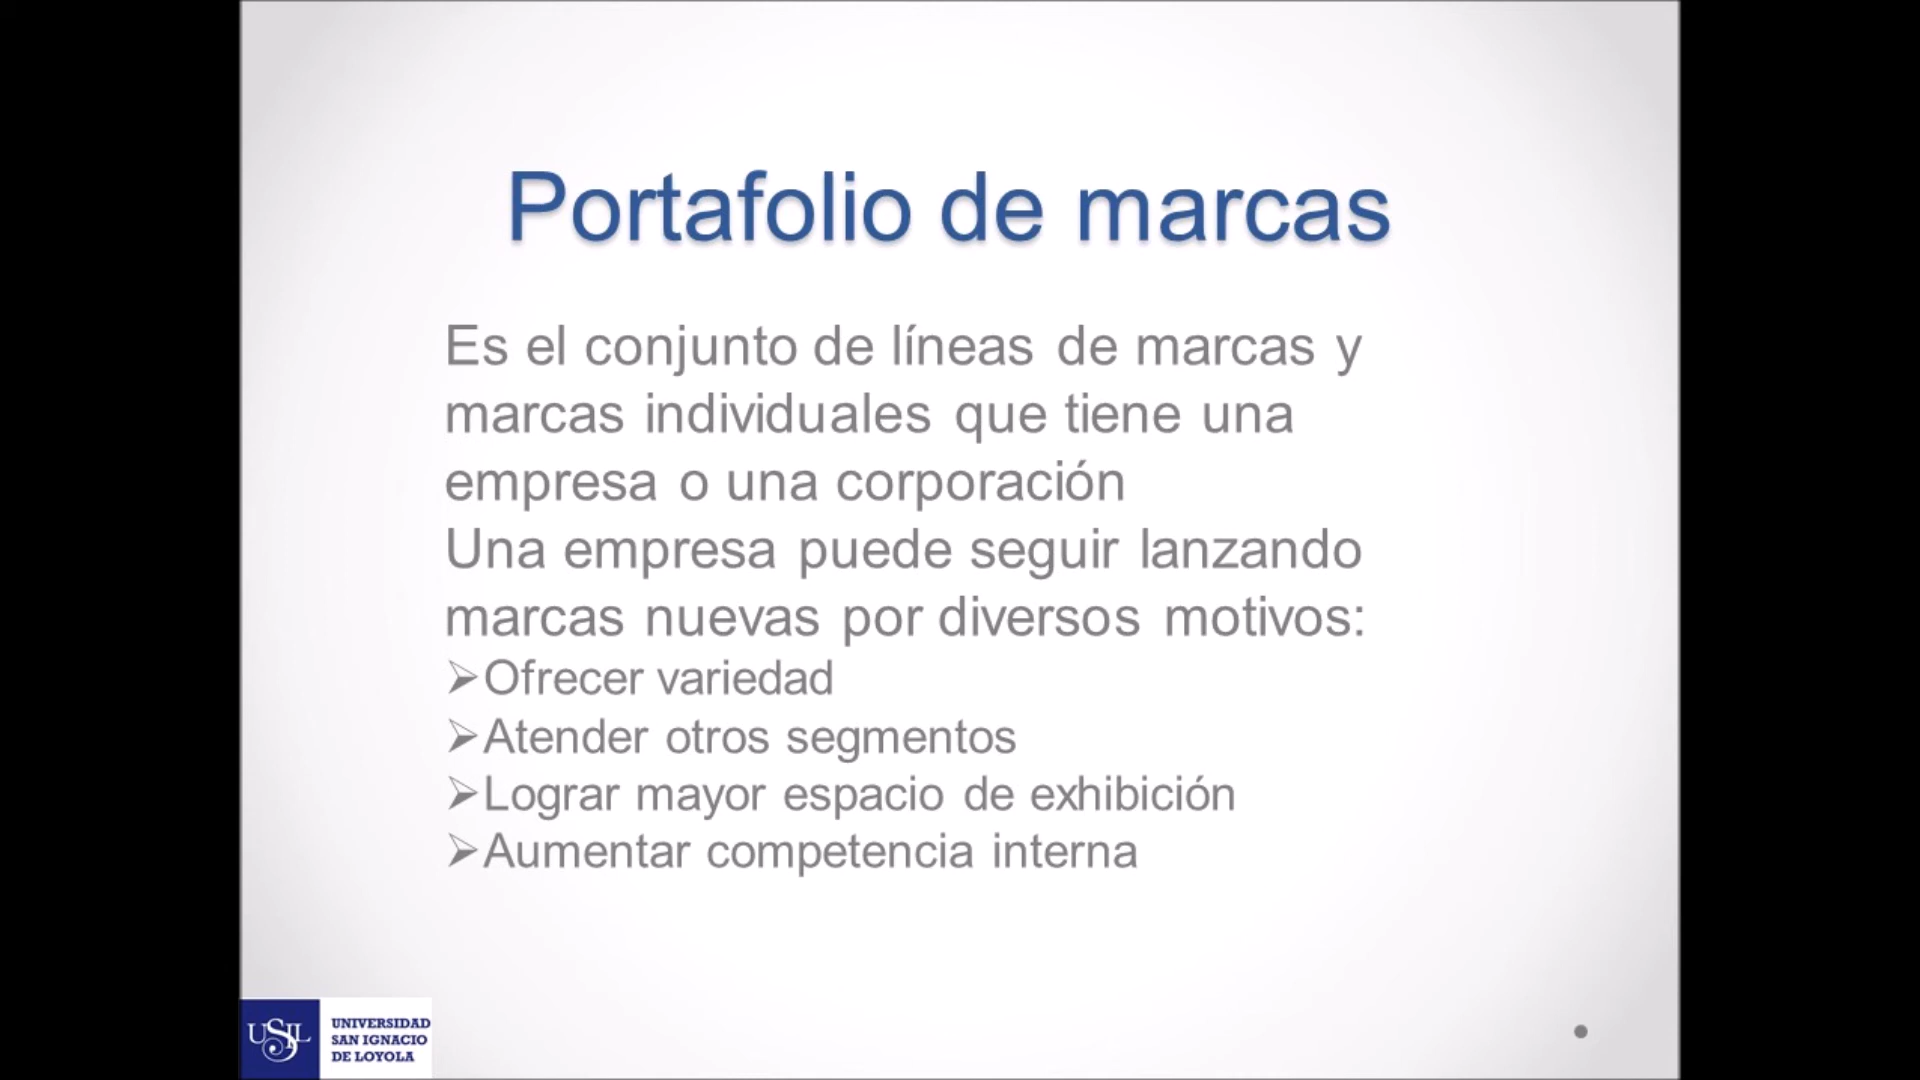 Portafolio de marcas
Es el conjunto de líneas de marcas y
marcas individuales que tiene una
empresa o una corporación
Una empresa puede seguir lanzando
marcas nuevas por diversos motivos:
➢Ofrecer variedad
➢Atender otros segmentos
➢Lograr mayor espacio de exhibición
➢Aumentar competencia interna
USIL
UNIVERSIDAD
SAN IGNACIO
DE LOYOLA